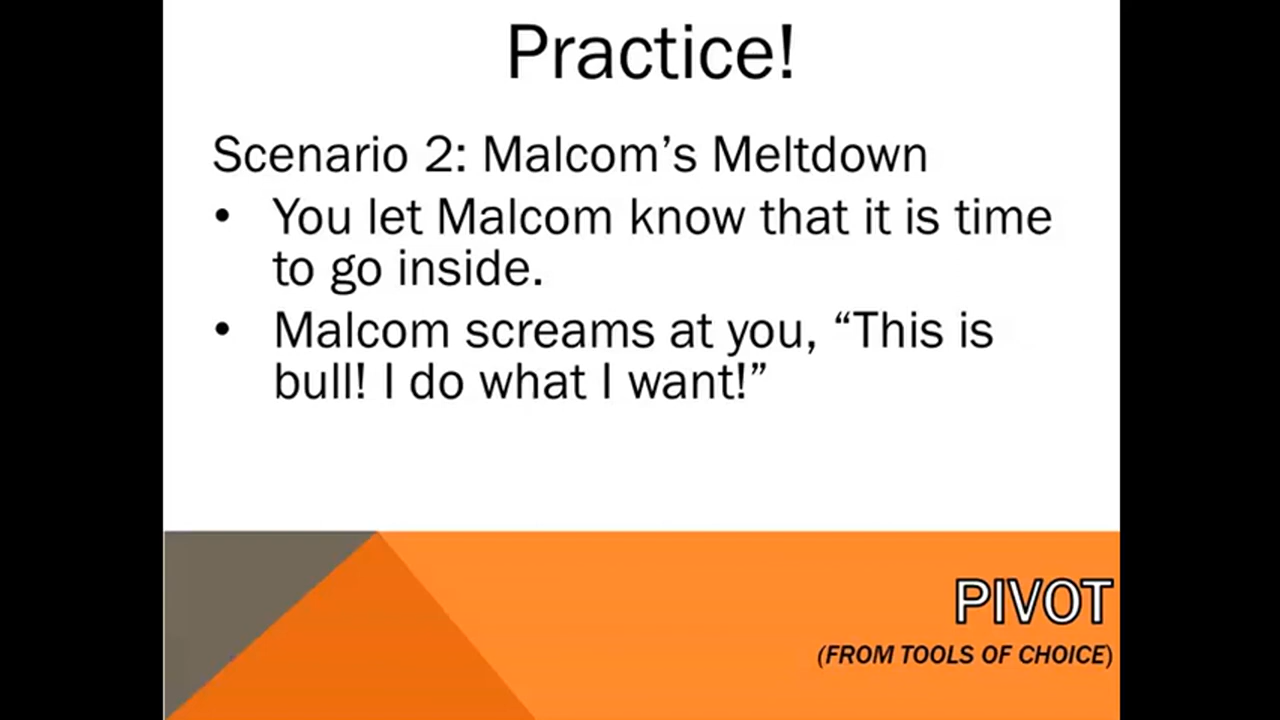 Practice!
Scenario 2: Malcom’s Meltdown
• You let Malcom know that it is time
to go inside.
• Malcom screams at you, “This is
bull! I do what I want!”
PIVOT
(FROM TOOLS OF CHOICE)